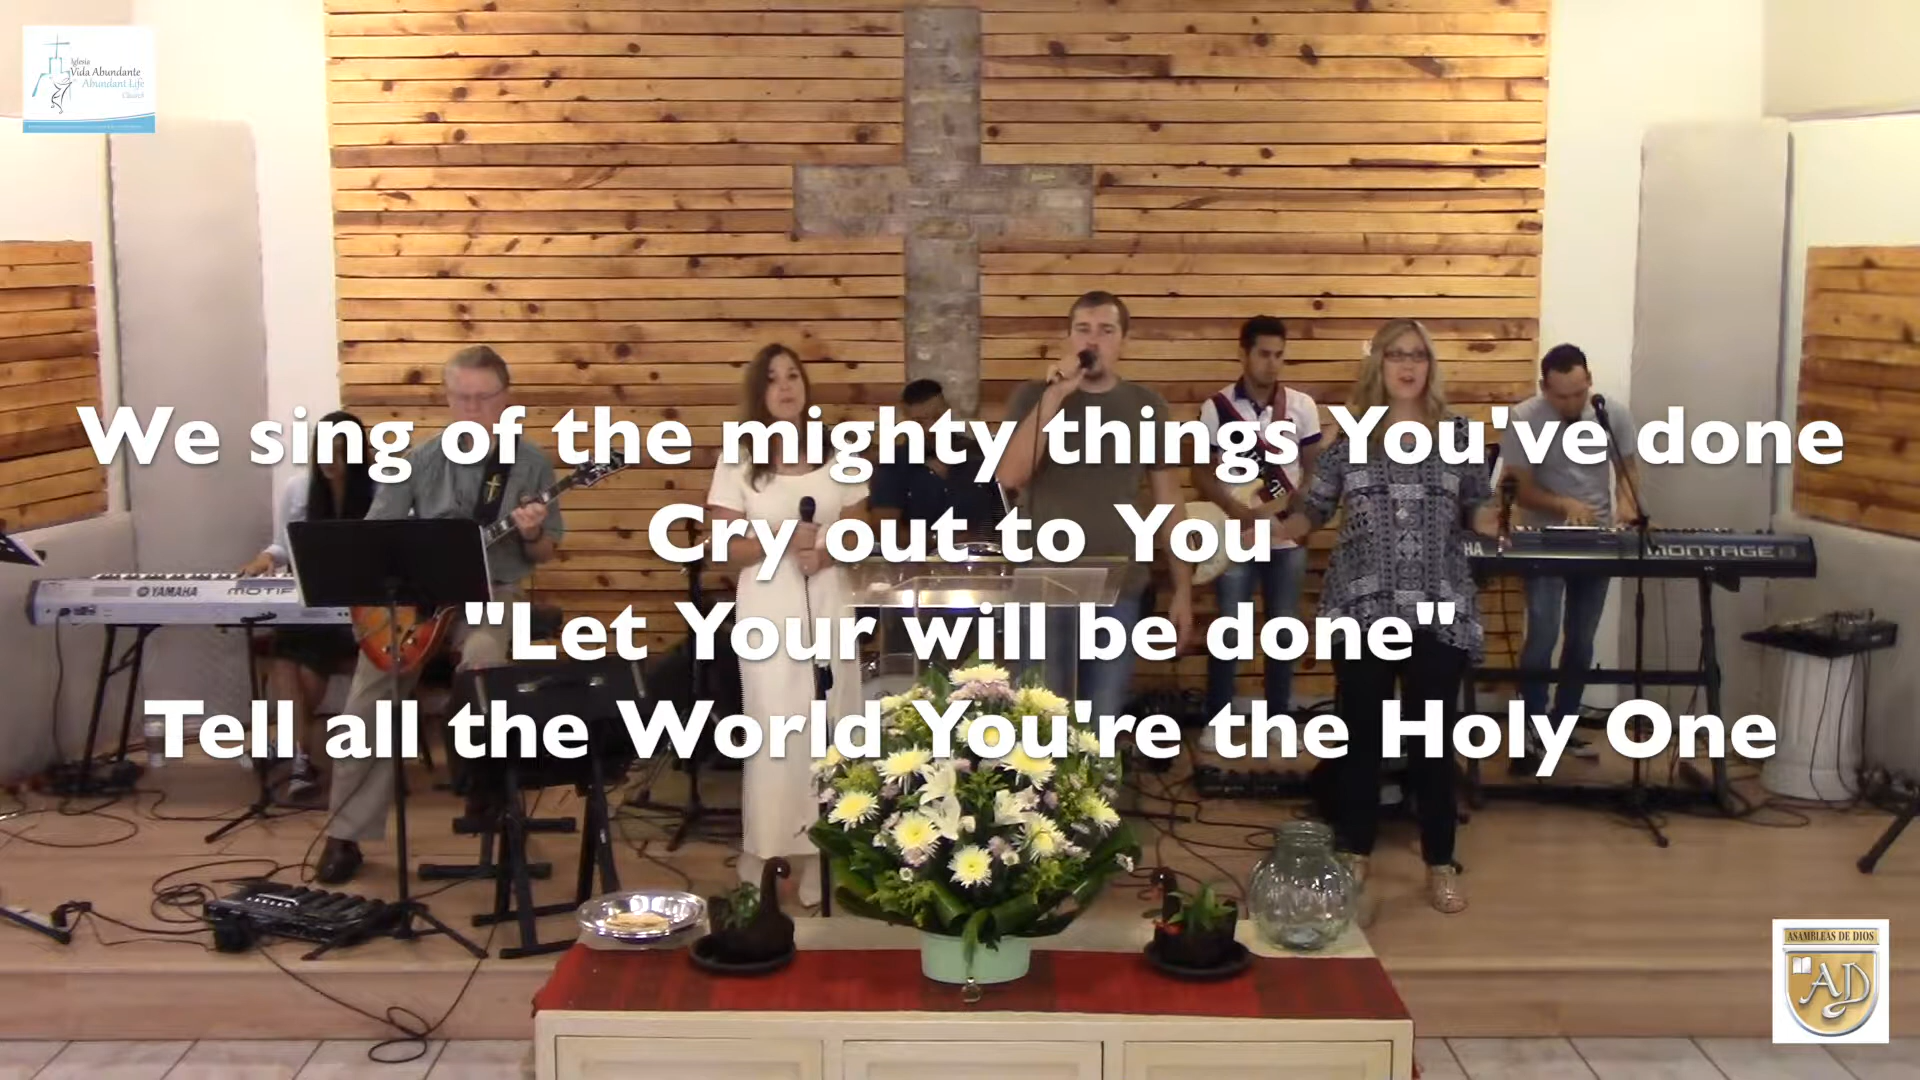 Iglesia
Vida Abundante
Abundant Life
Church
We sing of the mighty things You've done
Cry out to You
"Let Your will be done"
Tell all the World You're the Holy One
YAMAHA MOTIF
HA MONTAGE 8
ASAMBLEAS DE DIOS
AD